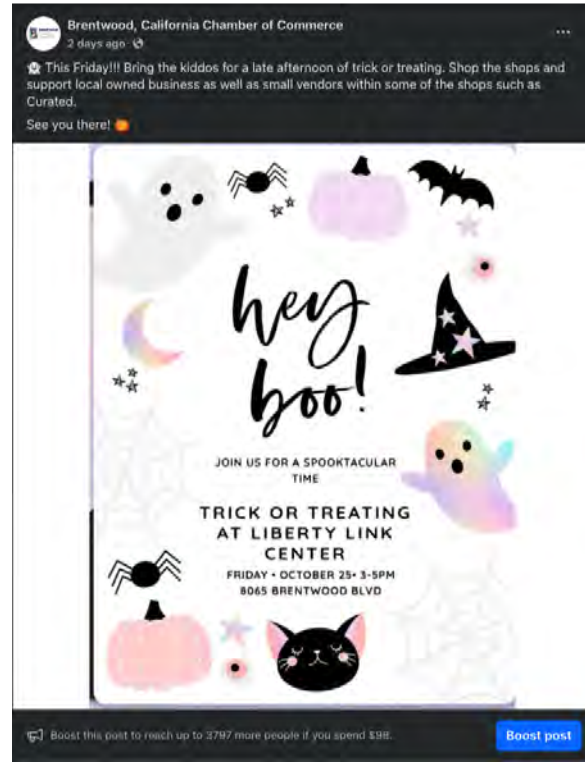 Brentwood, California Chamber of Commerce
2 days ago
This Friday!!! Bring the kiddos for a late afternoon of trick or treating. Shop the shops and
support local owned business as well as small vendors within some of the shops such as
Curated.
See you there!
hey
boo!
JOIN US FOR A SPOOKTACULAR
TIME
TRICK OR TREATING
AT LIBERTY LINK
CENTER
FRIDAY • OCTOBER 25• 3-5PM
8065 BRENTWOOD BLVD
Boost this post to reach up to 3797 more people if you spend $98.
Boost post